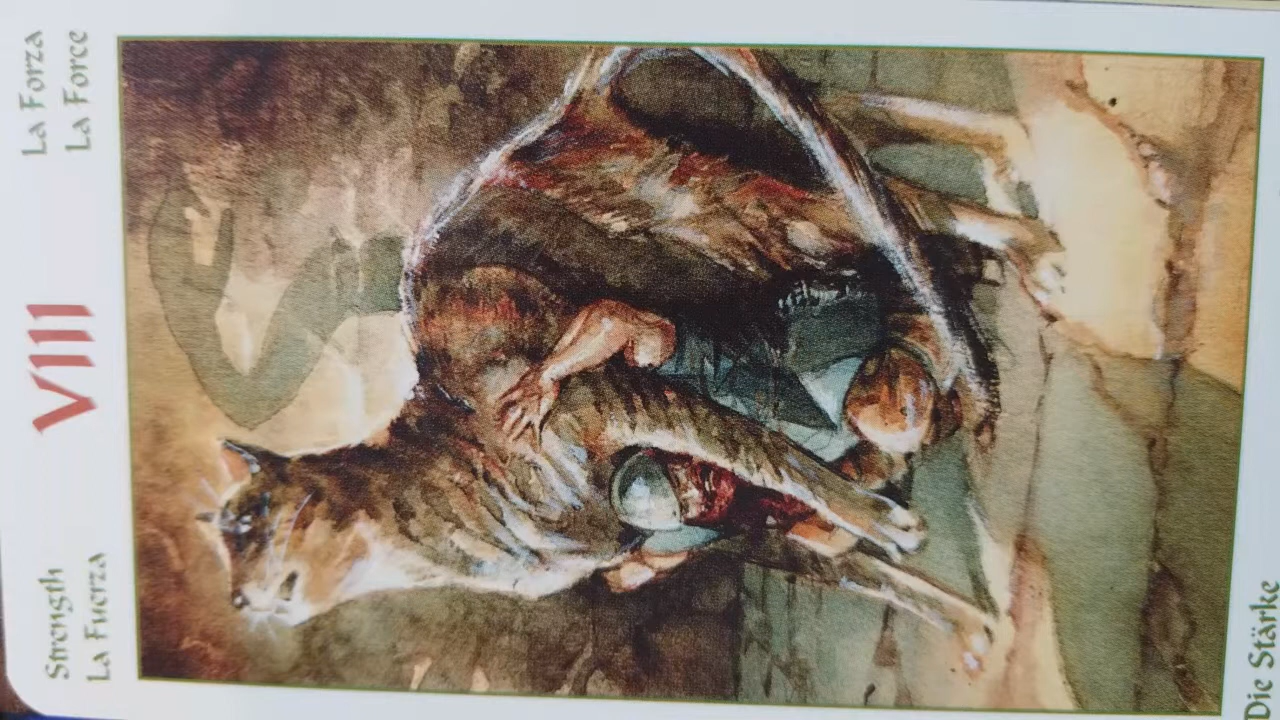 Strength
La Fuerza
VIII
La Forza
La Force
Die Stärke